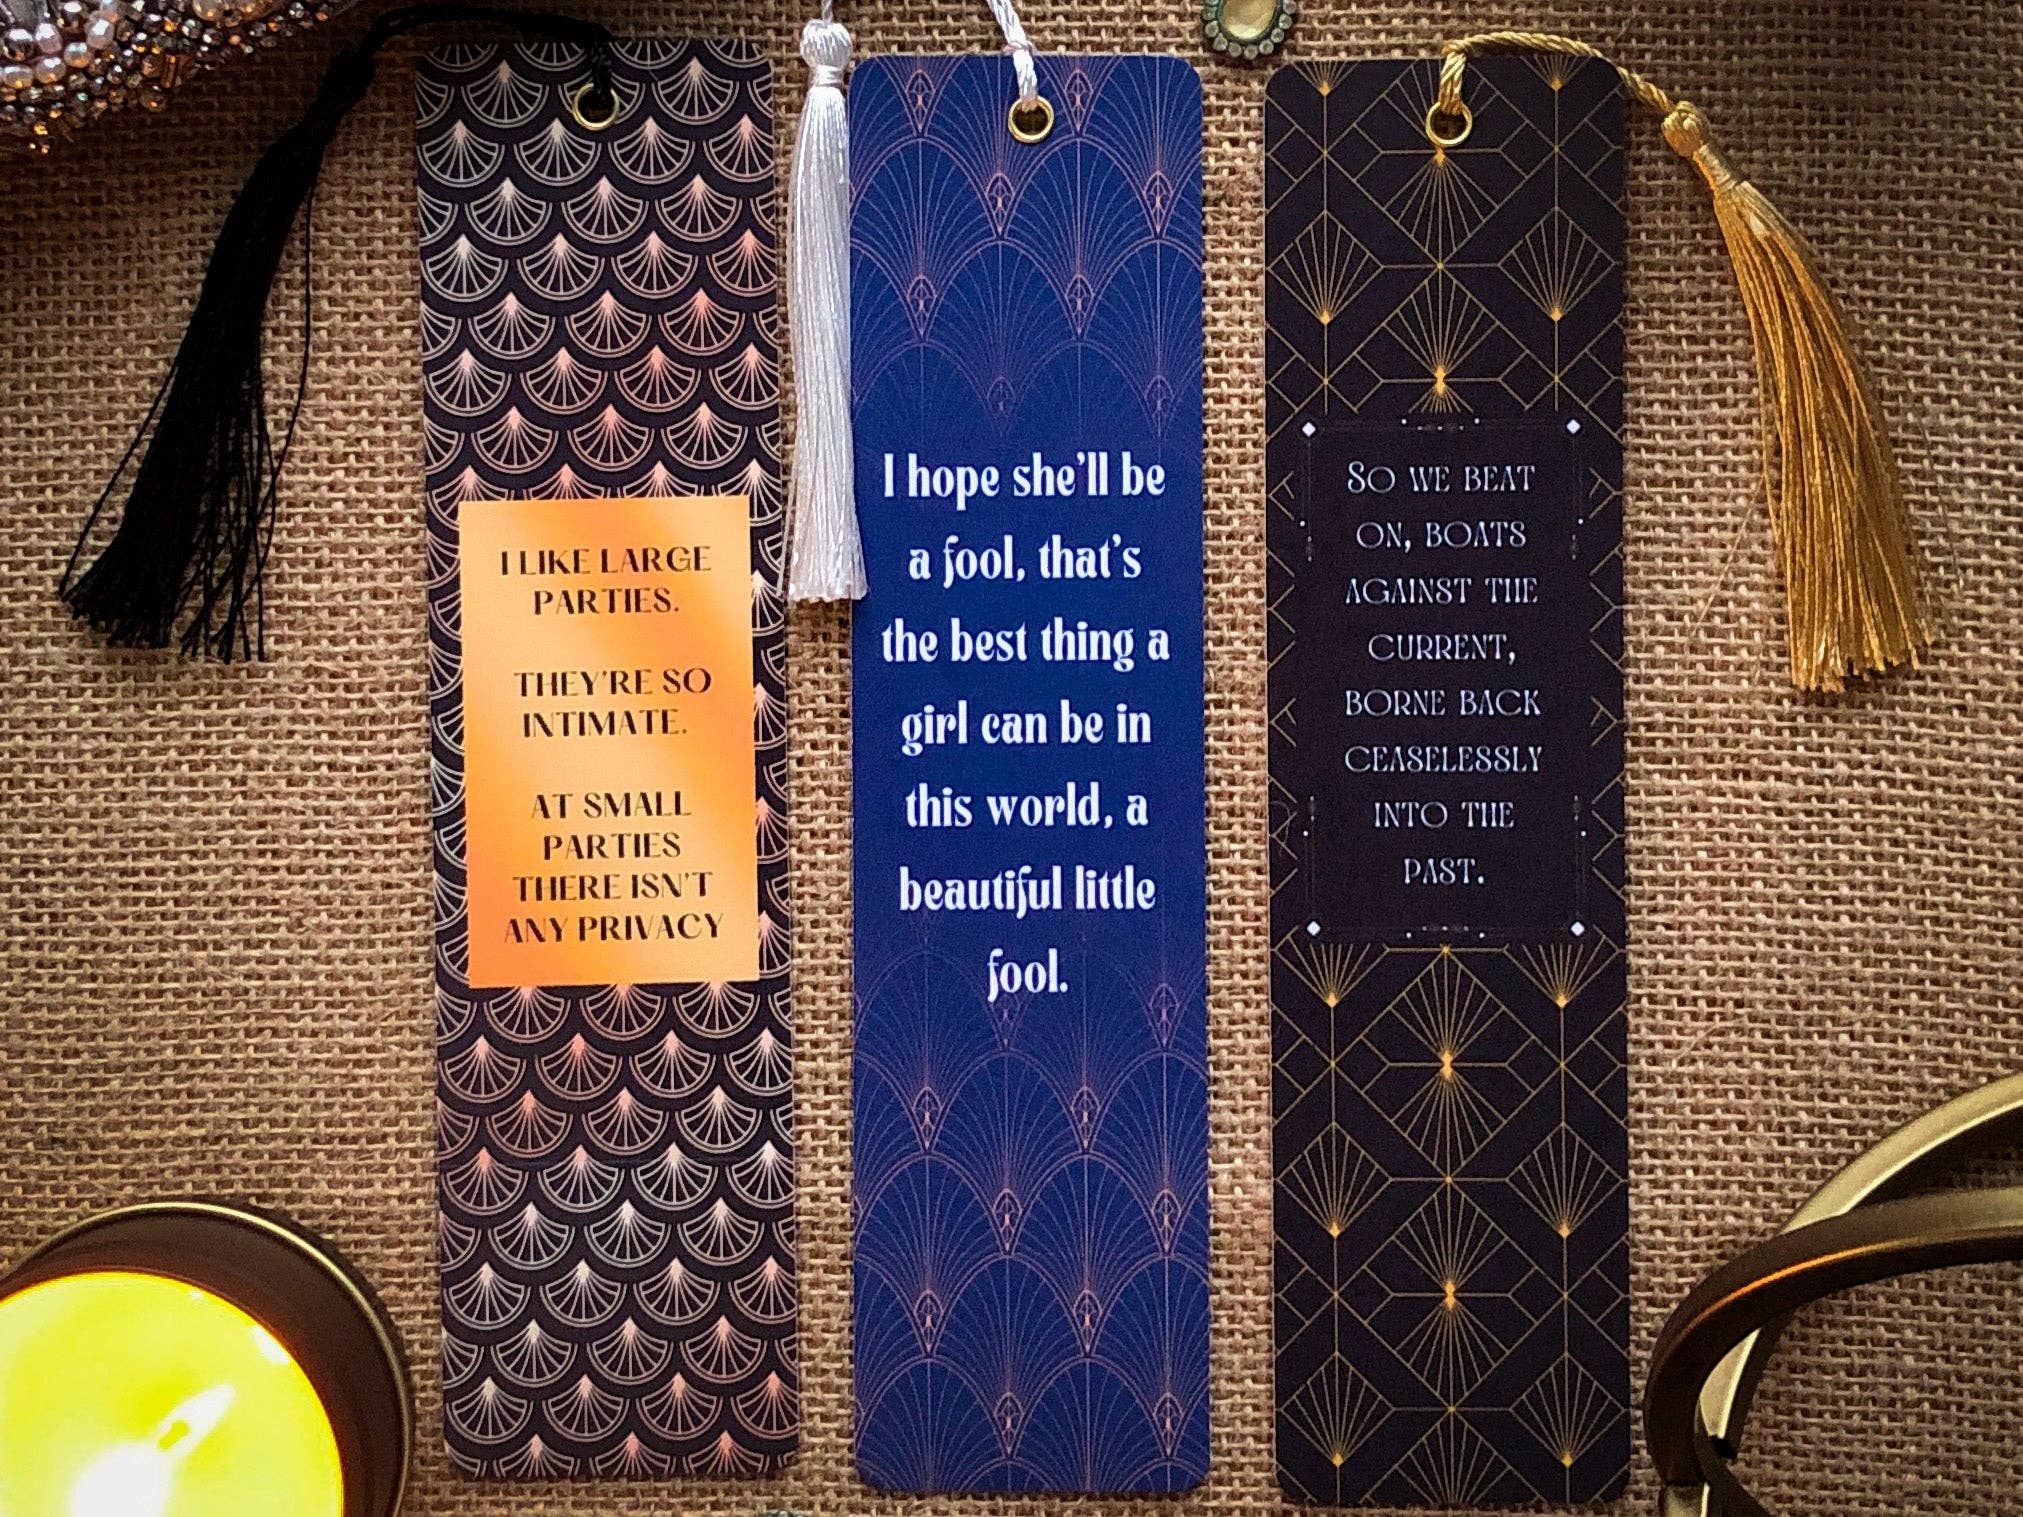 I LIKE LARGE
PARTIES.
THEY'RE SO
INTIMATE.
AT SMALL
PARTIES
THERE ISN'T
ANY PRIVACY
I hope she'll be
a fool, that's
the best thing a
girl can be in
this world, a
beautiful little
fool.
SO WE BEAT
ON, BOATS
AGAINST THE
CURRENT,
BORNE BACK
CEASELESSLY
INTO THE
PAST.